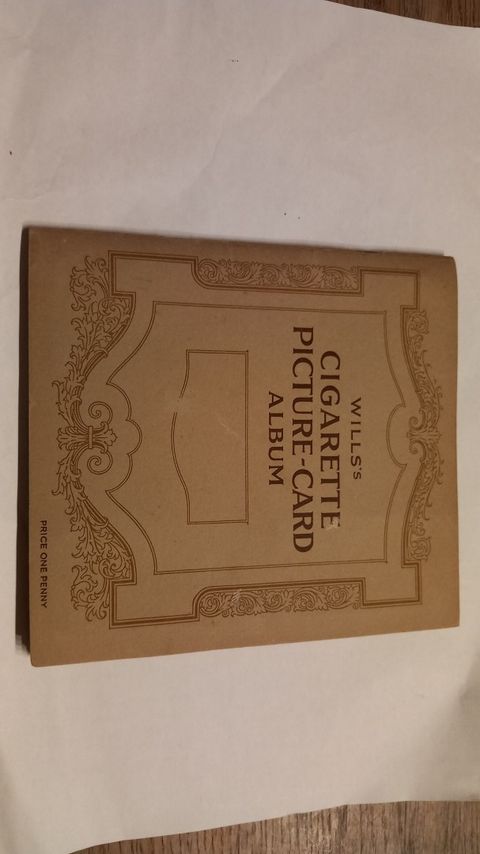 WILLS's
CIGARETTE
PICTURE-CARD
ALBUM
PRICE ONE PENNY